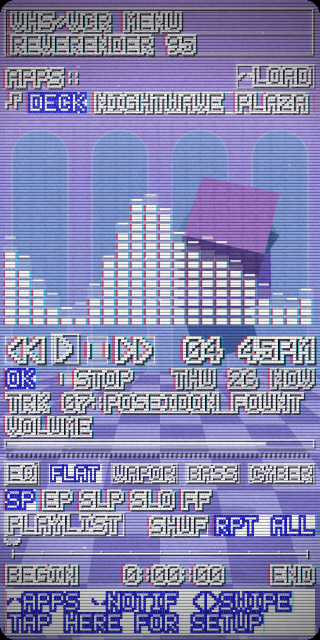 VHS/VCR MENU
REWERENDER '95
APPS:: LOAD
DECK NIGHTWAVE PLAZA
04 45PM
OK STOP THU 26 NOV
TRK 07:POSEIDON FOUNT
VOLUME
EQ FLAT VAPOR BASS CYBER
SP EP SLP SLO FF
PLAYLIST SHUF RPT ALL
BEGIN 0:00:00 END
APPS NOTIF SWIPE
TAP HERE FOR SETUP